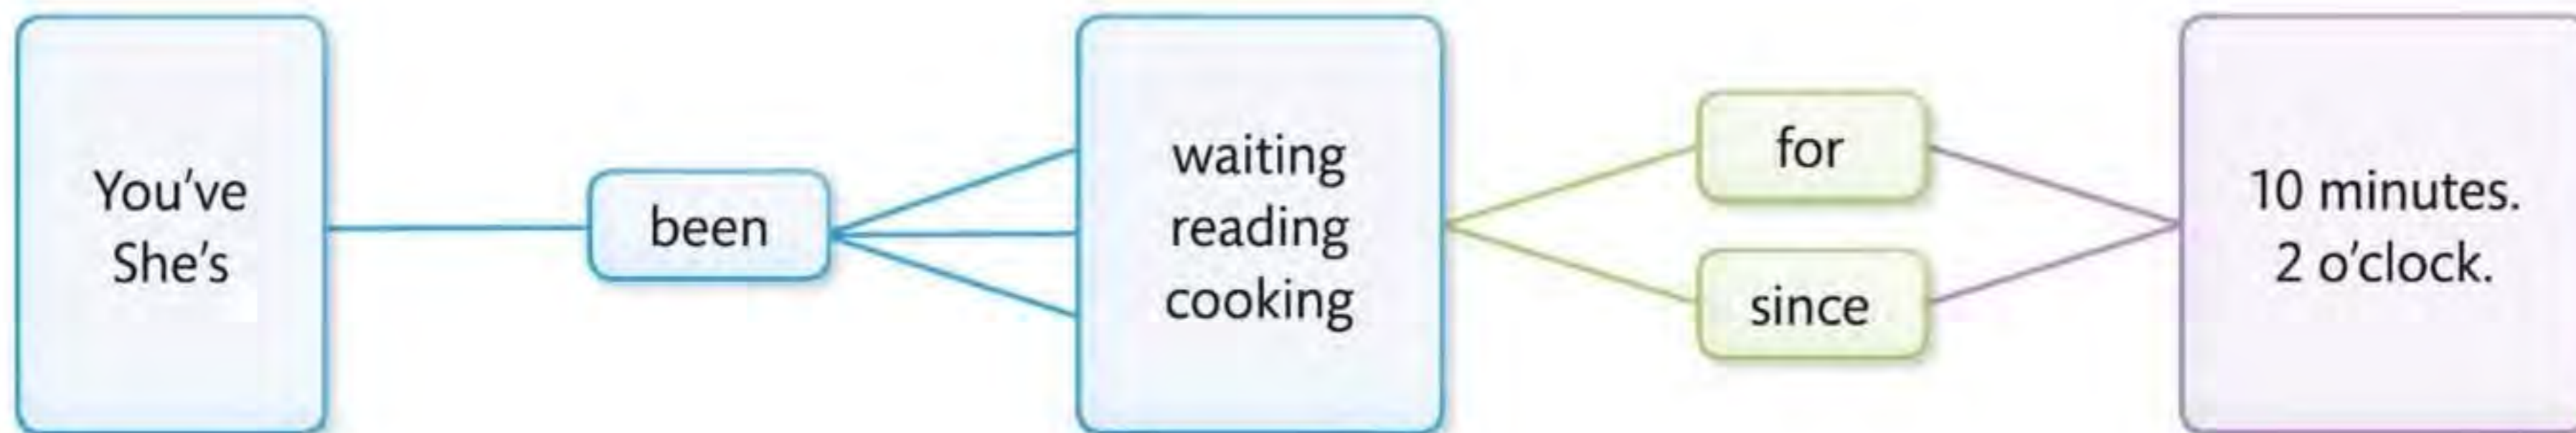 You've
She's
been
waiting
reading
cooking
for
since
10 minutes.
2 o'clock.